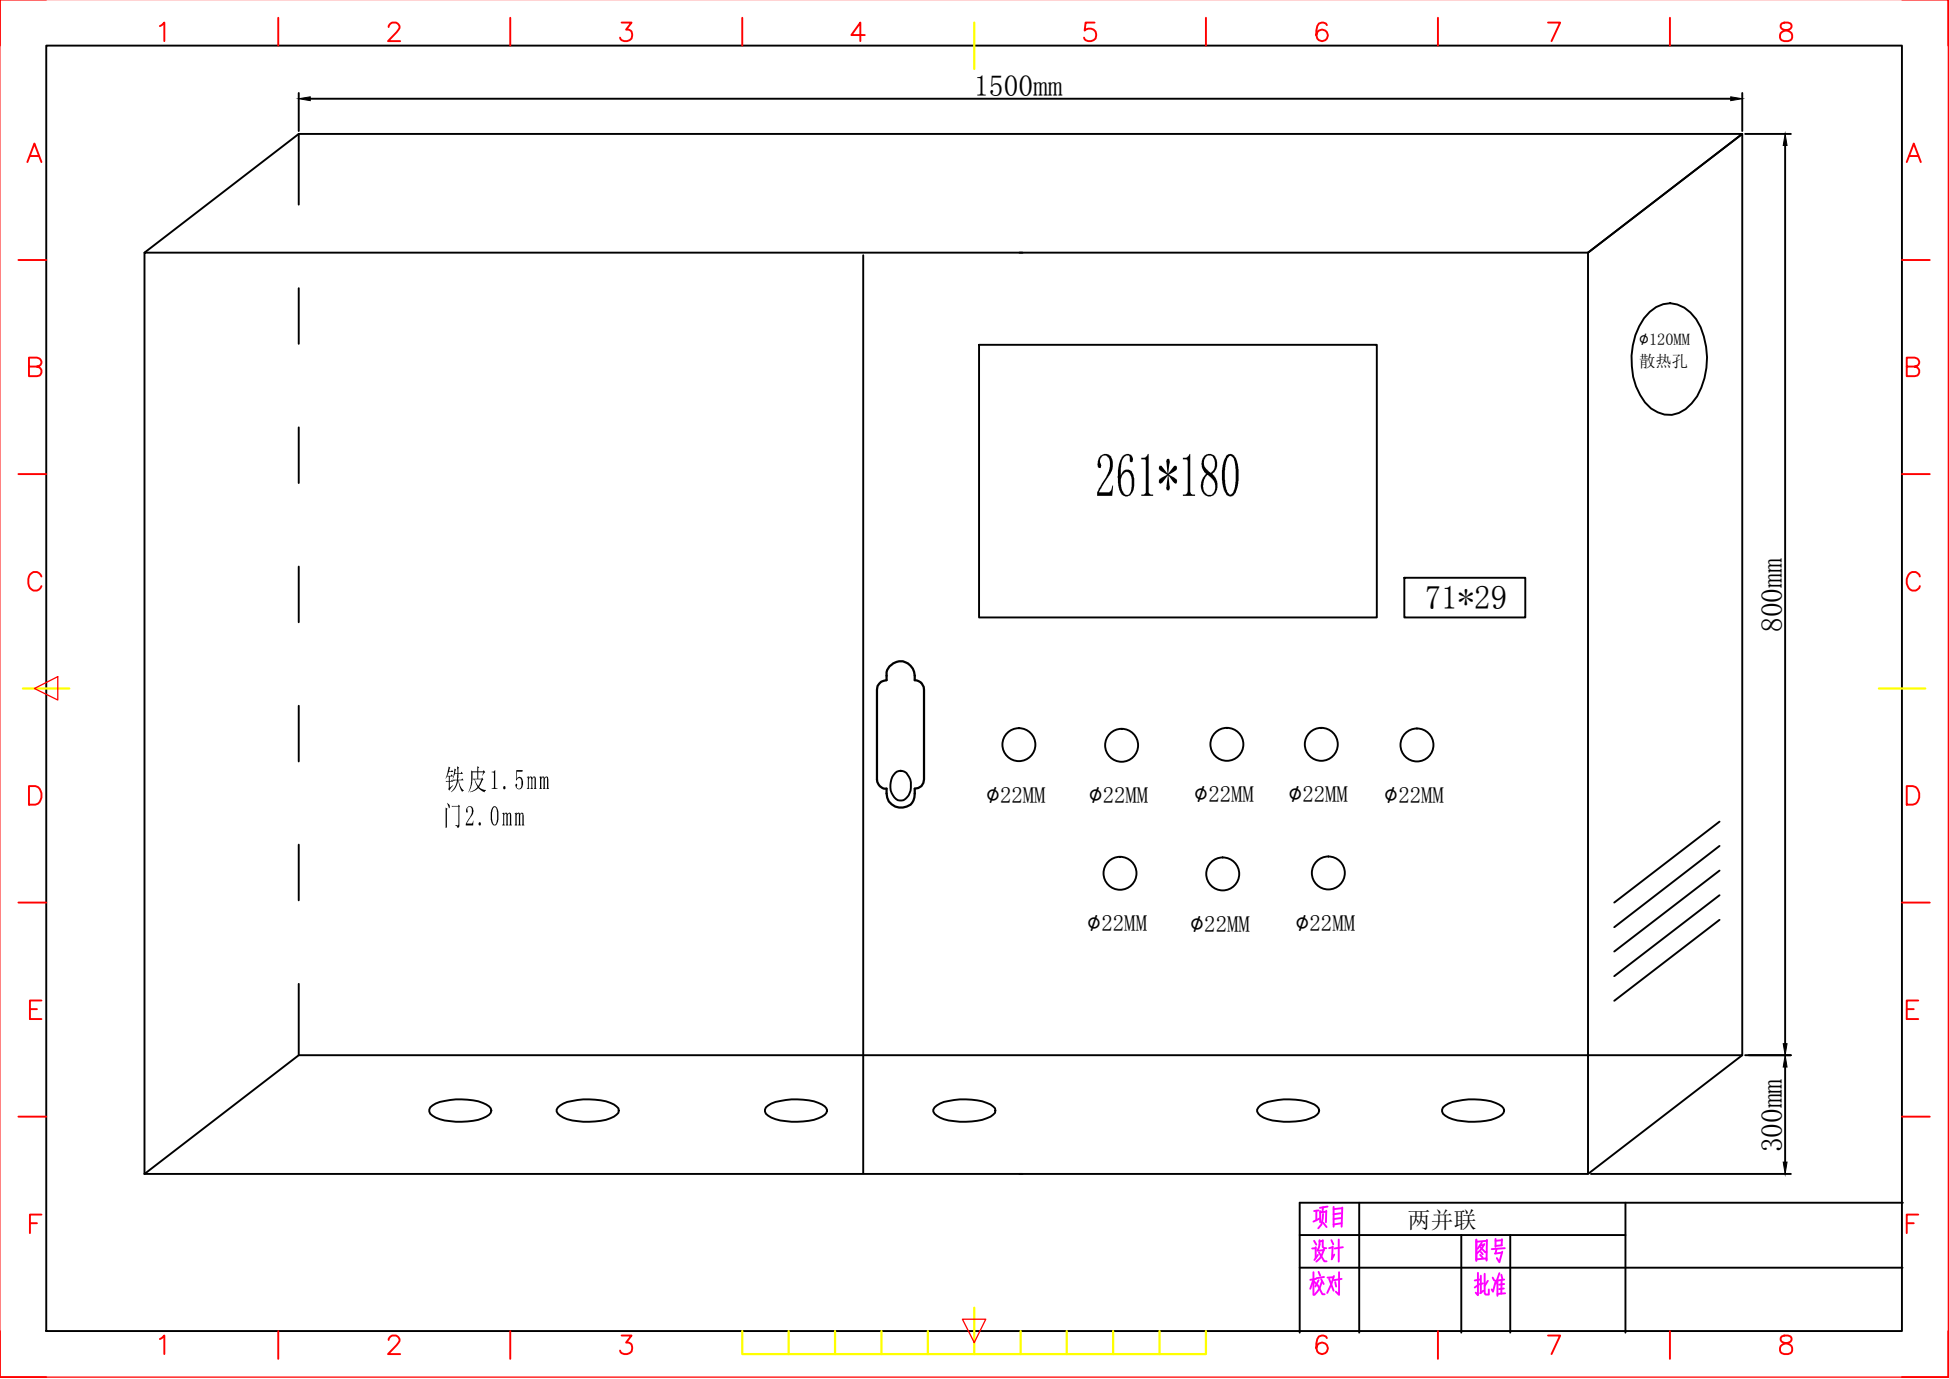 1 2 3 4 5 6 7 8
1500mm
A A
φ120MM
散热孔
B B
261*180
C C
71*29
800mm
铁皮1.5mm
门2.0mm
D D
φ22MM φ22MM φ22MM φ22MM φ22MM
φ22MM φ22MM φ22MM
E E
300mm
F F
项目 两并联
设计 图号
校对 批准
1 2 3 6 7 8